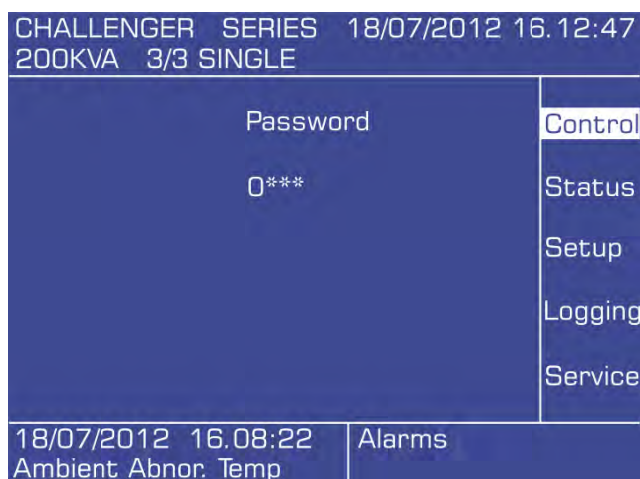 CHALLENGER SERIES 18/07/2012 16.12:47
200KVA 3/3 SINGLE
Password
0***
Control
Status
Setup
Logging
Service
18/07/2012 16.08:22
Ambient Abnor. Temp
Alarms